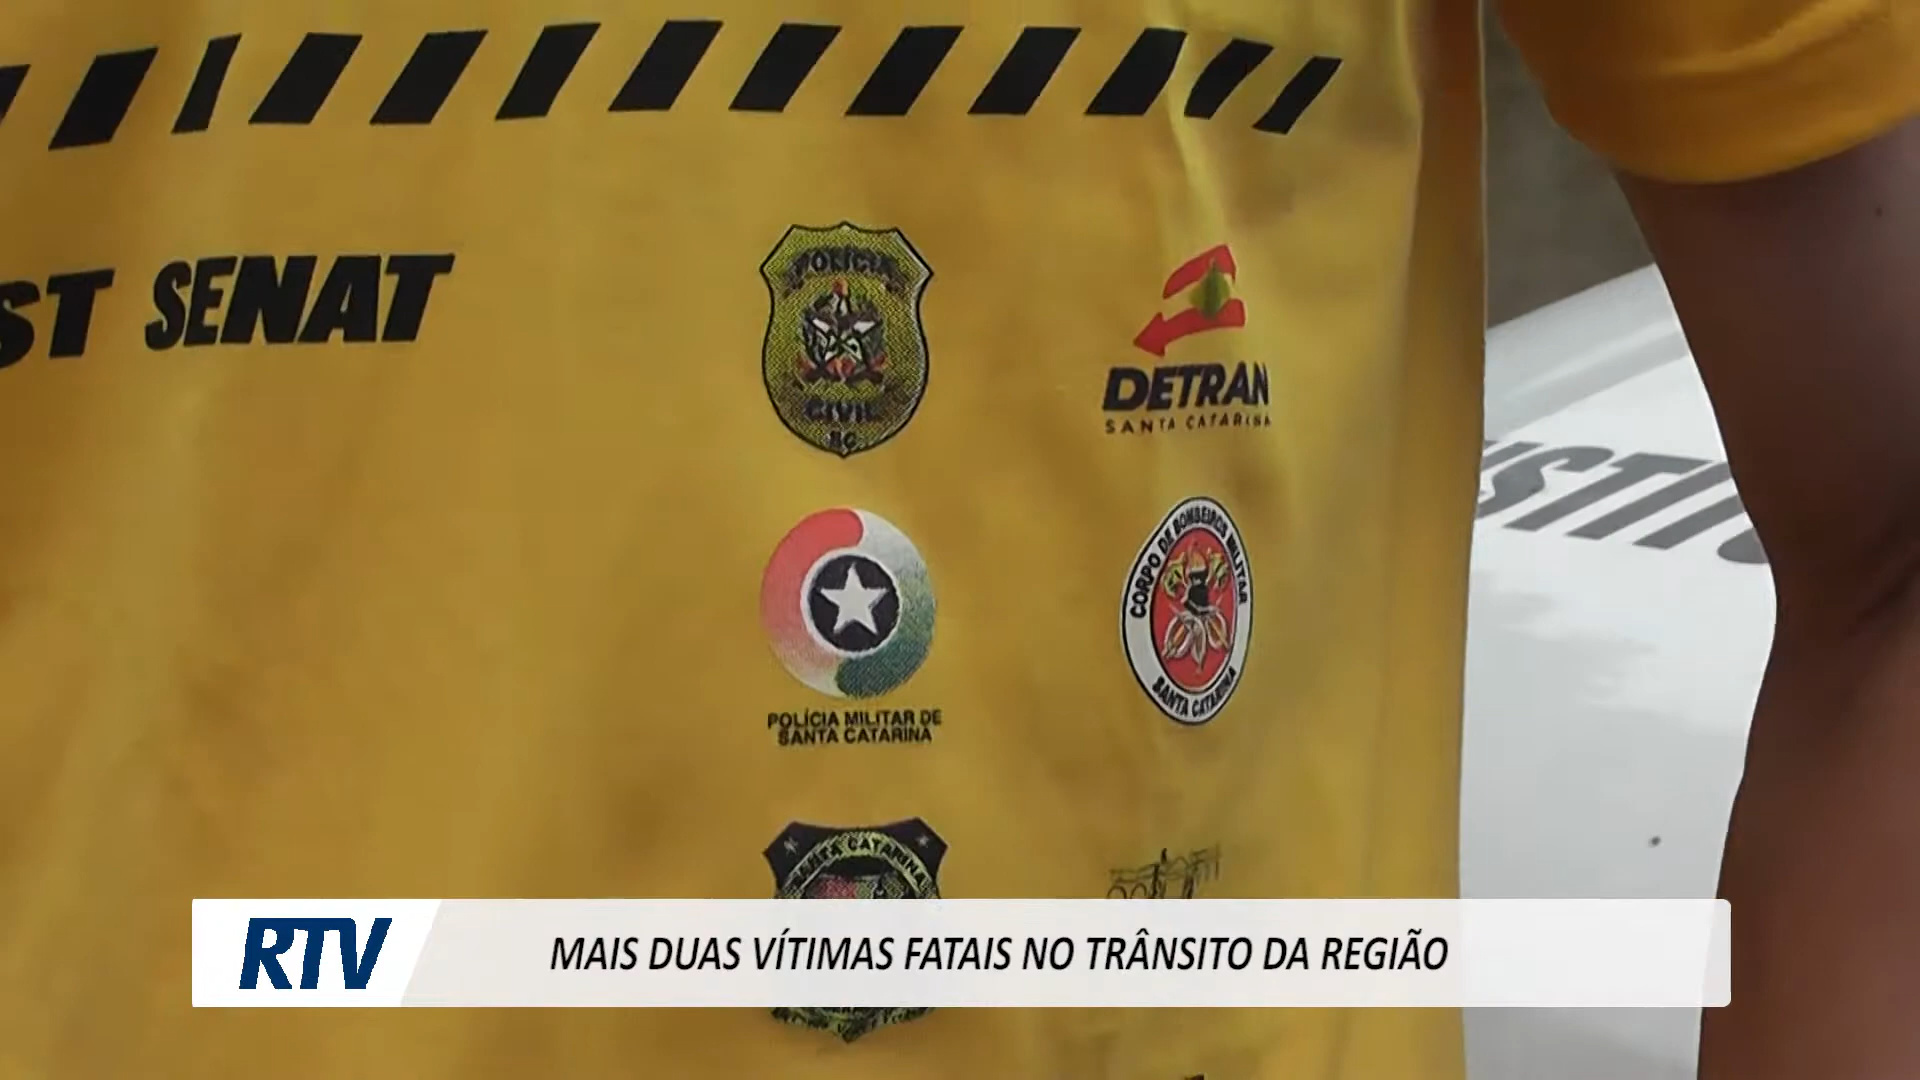 ST SENAT
POLÍCIA
CIVIL
SC
DETRAN
SANTA CATARINA
CORPO DE BOMBEIROS MILITAR
SANTA CATARINA
POLÍCIA MILITAR DE
SANTA CATARINA
SANTA CATARINA
RTV
MAIS DUAS VÍTIMAS FATAIS NO TRÂNSITO DA REGIÃO